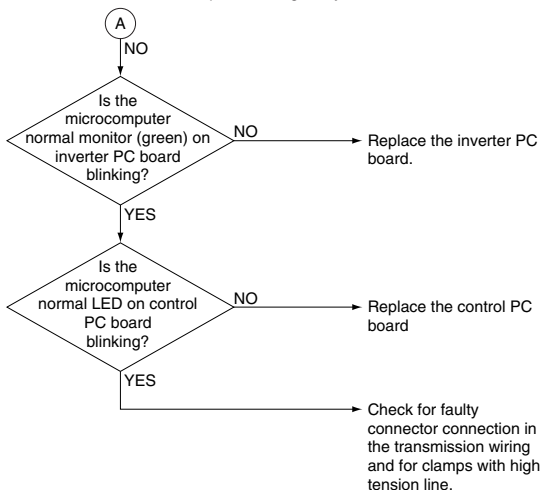 A
NO
Is the
microcomputer
normal monitor (green) on
inverter PC board
blinking?
NO
Replace the inverter PC
board.
YES
Is the
microcomputer
normal LED on control
PC board
blinking?
NO
Replace the control PC
board
YES
Check for faulty
connector connection in
the transmission wiring
and for clamps with high
tension line.